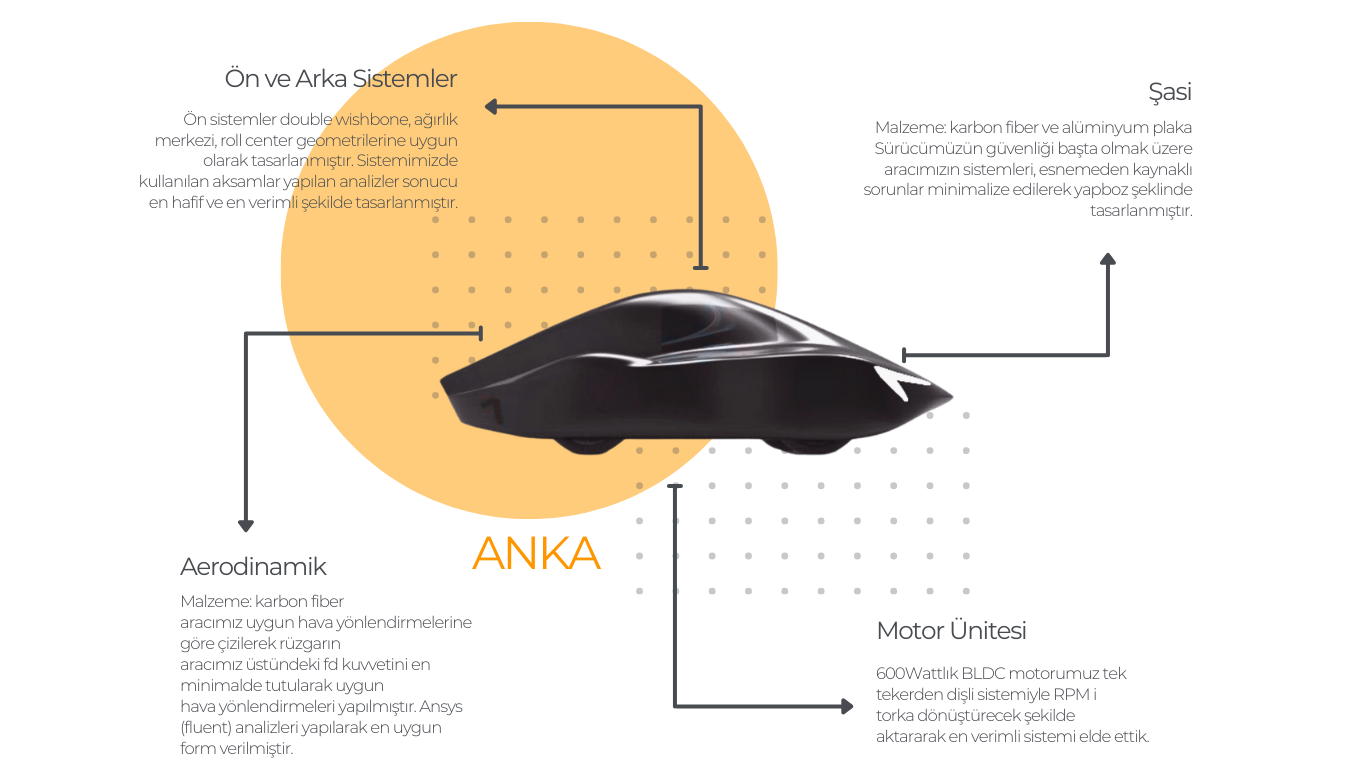 Ön ve Arka Sistemler
Ön sistemler double wishbone, ağırlık
merkezi, roll center geometrilerine uygun
olarak tasarlanmıştır. Sistemimizde
kullanılan aksamlar yapılan analizler sonucu
en hafif ve en verimli şekilde tasarlanmıştır.
Şasi
Malzeme: karbon fiber ve alüminyum plaka
Sürücümüzün güvenliği başta olmak üzere
aracımızın sistemleri, esnemeden kaynaklı
sorunlar minimalize edilerek yapboz şeklinde
tasarlanmıştır.
ANKA
Aerodinamik
Malzeme: karbon fiber
aracımız uygun hava yönlendirmelerine
göre çizilerek rüzgarın
aracımız üstündeki fd kuvvetini en
minimalde tutularak uygun
hava yönlendirmeleri yapılmıştır. Ansys
(fluent) analizleri yapılarak en uygun
form verilmiştir.
Motor Ünitesi
600Wattlık BLDC motorumuz tek
tekerden dişli sistemiyle RPM i
torka dönüştürecek şekilde
aktararak en verimli sistemi elde ettik.